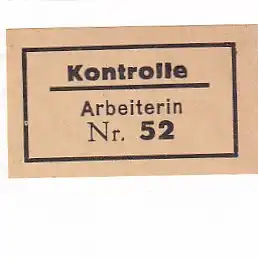 Kontrolle
Arbeiterin
Nr. 52